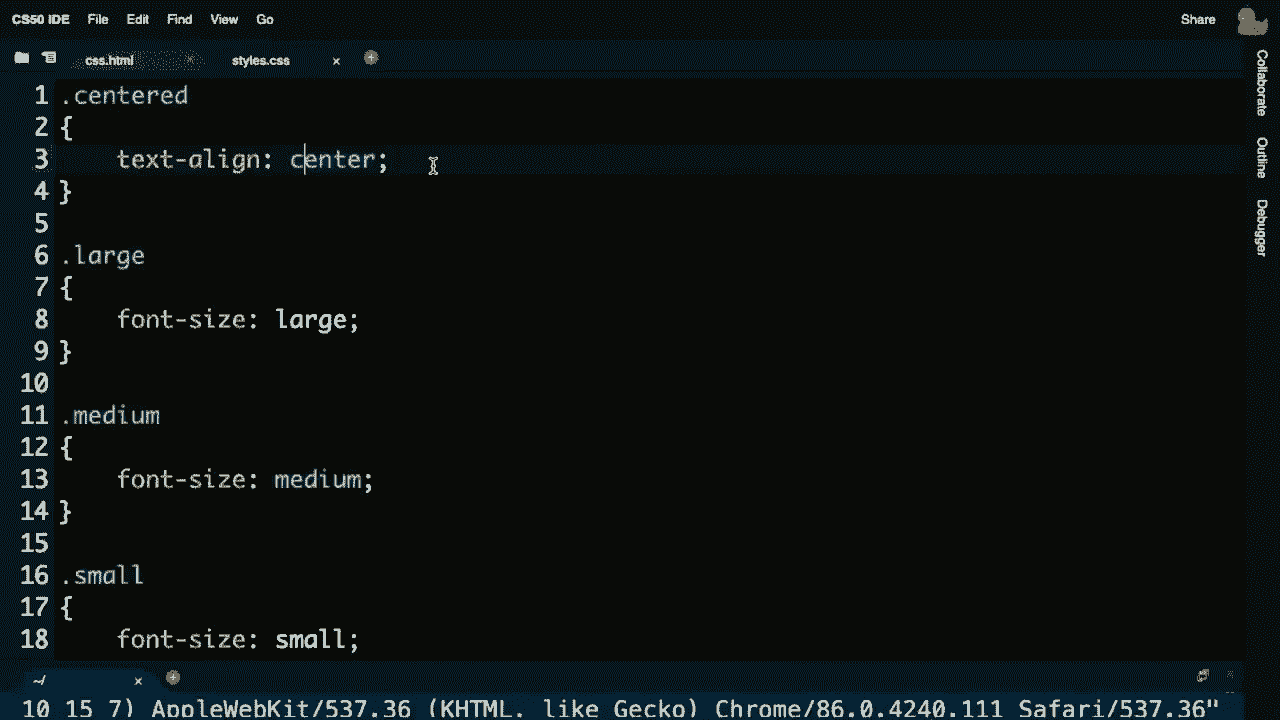 CS50 IDE File Edit Find View Go Share
css.html × styles.css ×
1 .centered
2 {
3 text-align: center;
4 }
5
6 .large
7 {
8 font-size: large;
9 }
10
11 .medium
12 {
13 font-size: medium;
14 }
15
16 .small
17 {
18 font-size: small;
Collaborate
Outline
Debugger
~/ ×
10_15_7) AppleWebKit/537.36 (KHTML, like Gecko) Chrome/86.0.4240.111 Safari/537.36"